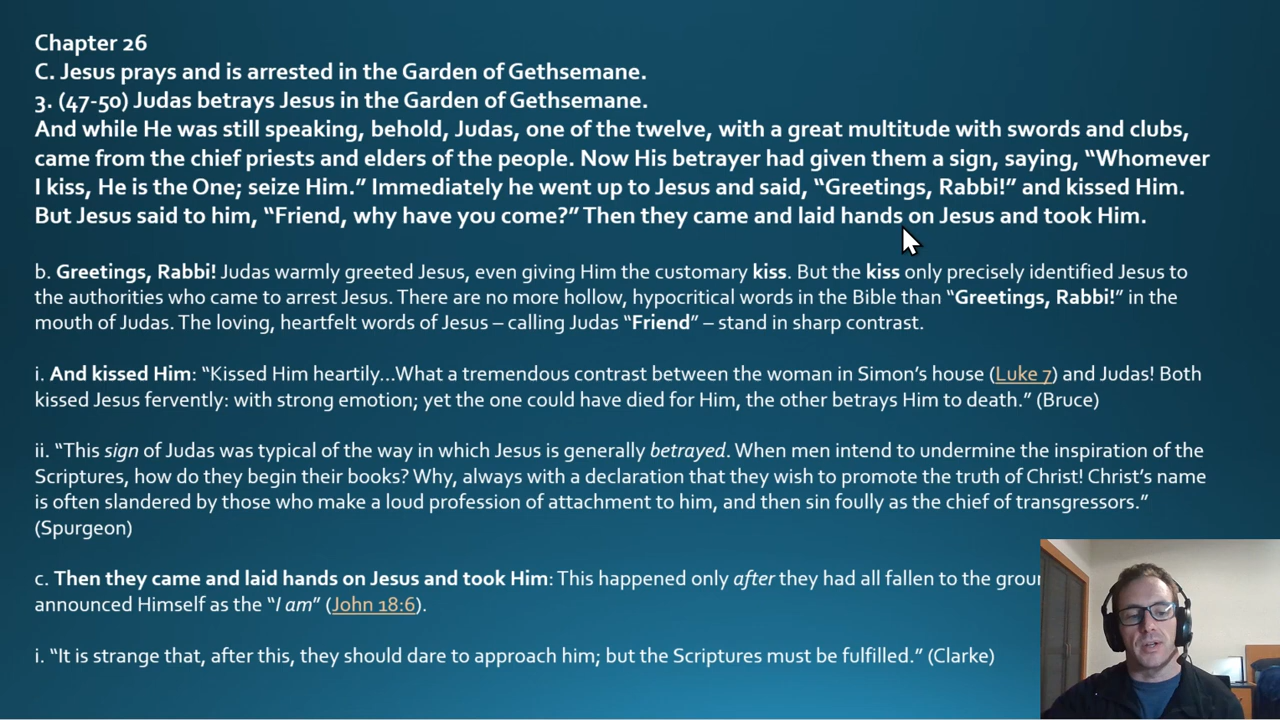 Chapter 26
C. Jesus prays and is arrested in the Garden of Gethsemane.
3. (47-50) Judas betrays Jesus in the Garden of Gethsemane.
And while He was still speaking, behold, Judas, one of the twelve, with a great multitude with swords and clubs,
came from the chief priests and elders of the people. Now His betrayer had given them a sign, saying, “Whomever
I kiss, He is the One; seize Him.” Immediately he went up to Jesus and said, “Greetings, Rabbi!” and kissed Him.
But Jesus said to him, “Friend, why have you come?” Then they came and laid hands on Jesus and took Him.
b. Greetings, Rabbi! Judas warmly greeted Jesus, even giving Him the customary kiss. But the kiss only precisely identified Jesus to
the authorities who came to arrest Jesus. There are no more hollow, hypocritical words in the Bible than “Greetings, Rabbi!” in the
mouth of Judas. The loving, heartfelt words of Jesus – calling Judas “Friend” – stand in sharp contrast.
i. And kissed Him: “Kissed Him heartily…What a tremendous contrast between the woman in Simon’s house (Luke 7) and Judas! Both
kissed Jesus fervently: with strong emotion; yet the one could have died for Him, the other betrays Him to death.” (Bruce)
ii. “This sign of Judas was typical of the way in which Jesus is generally betrayed. When men intend to undermine the inspiration of the
Scriptures, how do they begin their books? Why, always with a declaration that they wish to promote the truth of Christ! Christ’s name
is often slandered by those who make a loud profession of attachment to him, and then sin foully as the chief of transgressors.”
(Spurgeon)
c. Then they came and laid hands on Jesus and took Him: This happened only after they had all fallen to the
announced Himself as the “I am” (John 18:6).
i. “It is strange that, after this, they should dare to approach him; but the Scriptures must be fulfilled.” (Clarke)